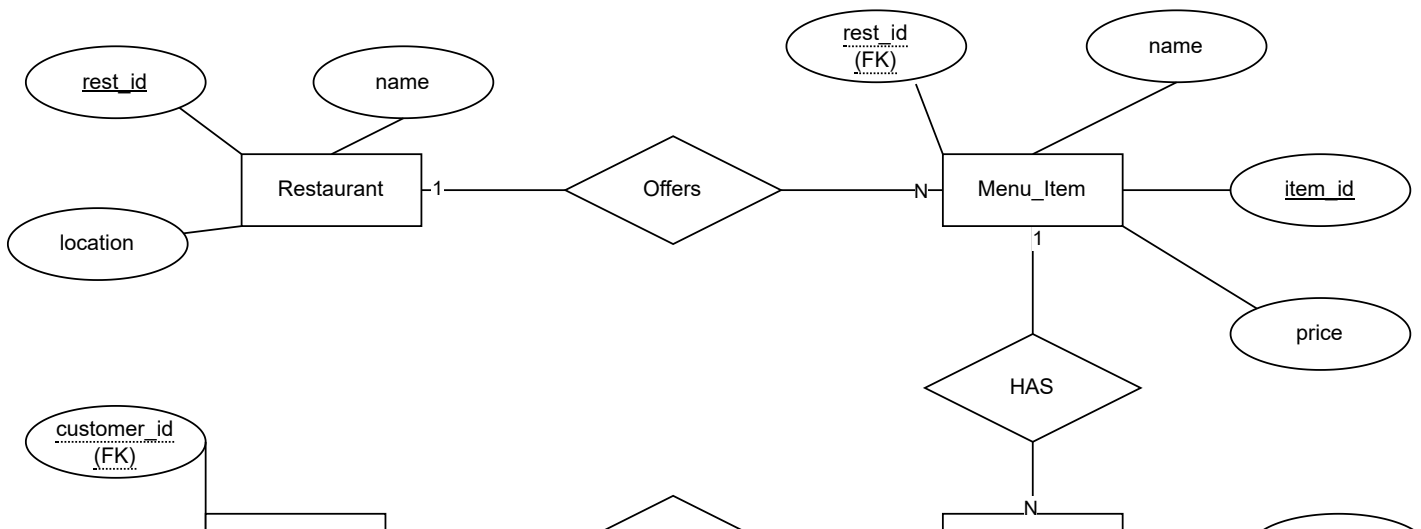 rest_id
(FK)
name
rest_id
name
Restaurant
1
Offers
N
Menu_Item
item_id
location
1
price
HAS
customer_id
(FK)
N